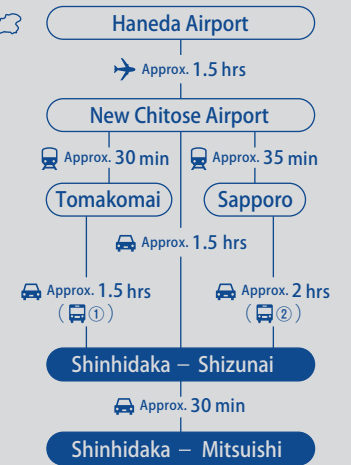 Haneda Airport
Approx. 1.5 hrs
New Chitose Airport
Approx. 30 min
Approx. 35 min
Tomakomai
Sapporo
Approx. 1.5 hrs
Approx. 1.5 hrs
Approx. 2 hrs
(①)
(②)
Shinhidaka – Shizunai
Approx. 30 min
Shinhidaka – Mitsuishi